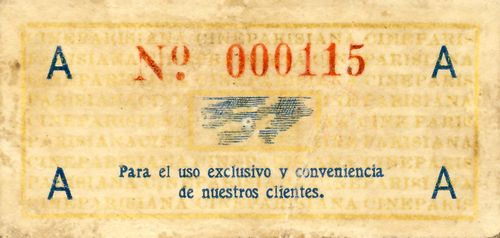 A Nº 000115 A
Para el uso exclusivo y conveniencia
A de nuestros clientes. A